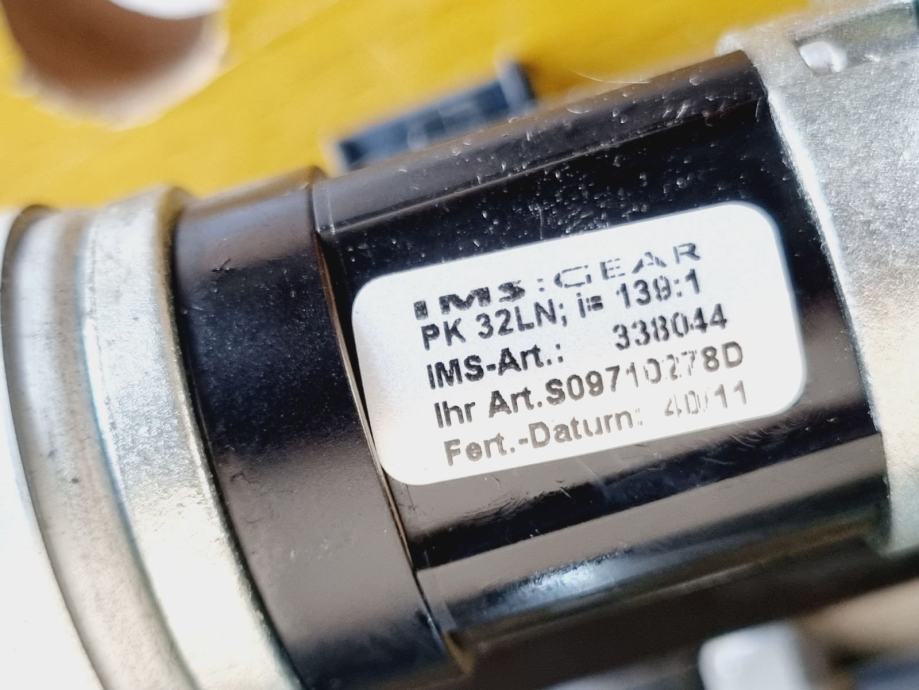 IMS:GEAR
PK 32LN; i= 139:1
IMS-Art.: 338044
Ihr Art.S09710278D
Fert.-Datum: 40/11